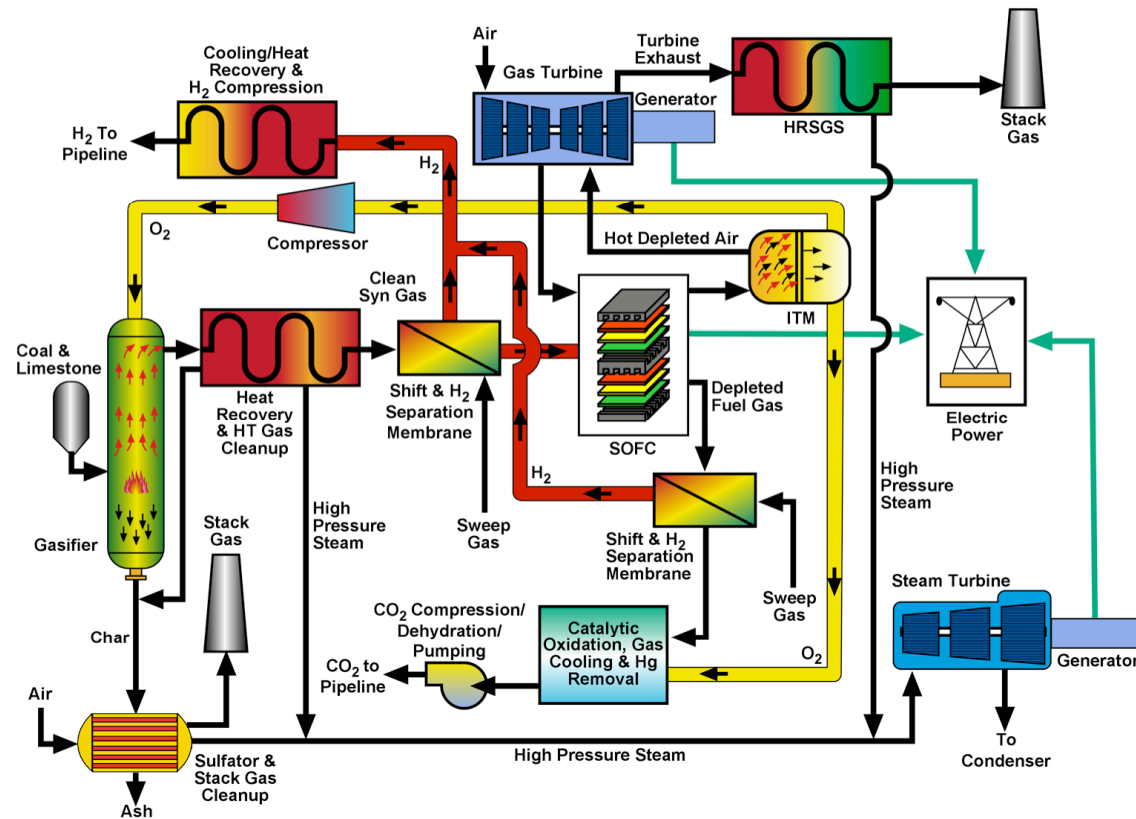 Cooling/Heat
Recovery &
H2 Compression
H2 To
Pipeline
H2
Air
Gas Turbine
Turbine
Exhaust
Generator
HRSGS
Stack
Gas
O2
Compressor
Hot Depleted Air
ITM
Clean
Syn Gas
Coal &
Limestone
Heat
Recovery
& HT Gas
Cleanup
Shift & H2
Separation
Membrane
SOFC
Depleted
Fuel Gas
Electric
Power
Gasifier
Stack
Gas
High
Pressure
Steam
Sweep
Gas
H2
Shift & H2
Separation
Membrane
Sweep
Gas
High
Pressure
Steam
Steam Turbine
Generator
Char
CO2 Compression/
Dehydration/
Pumping
CO2 to
Pipeline
Catalytic
Oxidation, Gas
Cooling & Hg
Removal
O2
Air
Sulfator &
Stack Gas
Cleanup
Ash
High Pressure Steam
To
Condenser